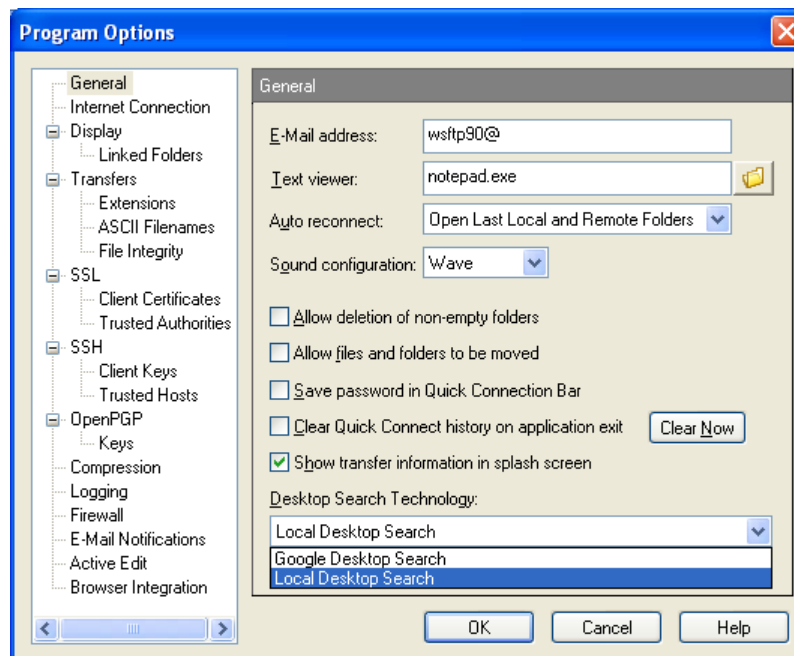 Program Options
General
Internet Connection
Display
Linked Folders
Transfers
Extensions
ASCII Filenames
File Integrity
SSL
Client Certificates
Trusted Authorities
SSH
Client Keys
Trusted Hosts
OpenPGP
Keys
Compression
Logging
Firewall
E-Mail Notifications
Active Edit
Browser Integration
General
E-Mail address: wsftp90@
Text viewer: notepad.exe
Auto reconnect: Open Last Local and Remote Folders
Sound configuration: Wave
Allow deletion of non-empty folders
Allow files and folders to be moved
Save password in Quick Connection Bar
Clear Quick Connect history on application exit Clear Now
Show transfer information in splash screen
Desktop Search Technology:
Local Desktop Search
Google Desktop Search
Local Desktop Search
OK Cancel Help